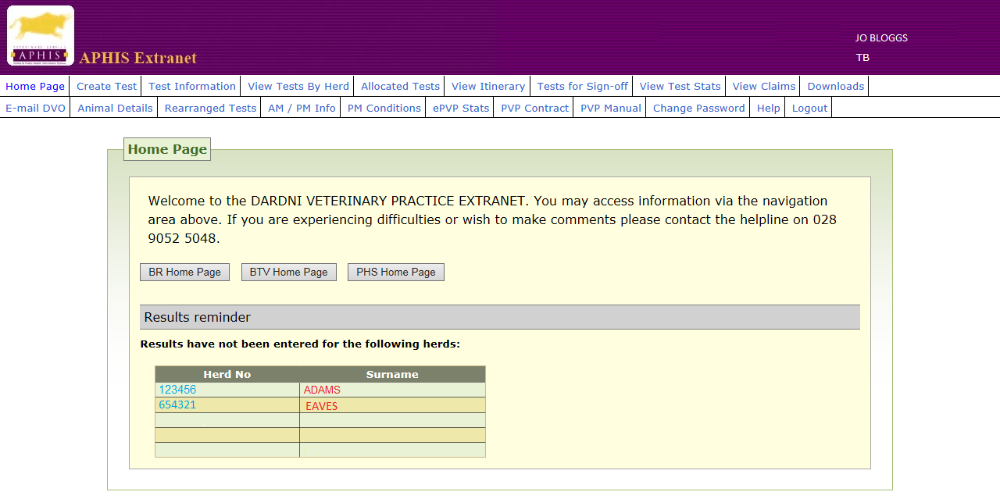 APHIS
APHIS Extranet
JO BLOGGS
TB
Home Page Create Test Test Information View Tests By Herd Allocated Tests View Itinerary Tests for Sign-off View Test Stats View Claims Downloads
E-mail DVO Animal Details Rearranged Tests AM / PM Info PM Conditions ePVP Stats PVP Contract PVP Manual Change Password Help Logout
Home Page
Welcome to the DARDNI VETERINARY PRACTICE EXTRANET. You may access information via the navigation
area above. If you are experiencing difficulties or wish to make comments please contact the helpline on 028
9052 5048.
BR Home Page BTV Home Page PHS Home Page
Results reminder
Results have not been entered for the following herds:
Herd No Surname
123456 ADAMS
654321 EAVES